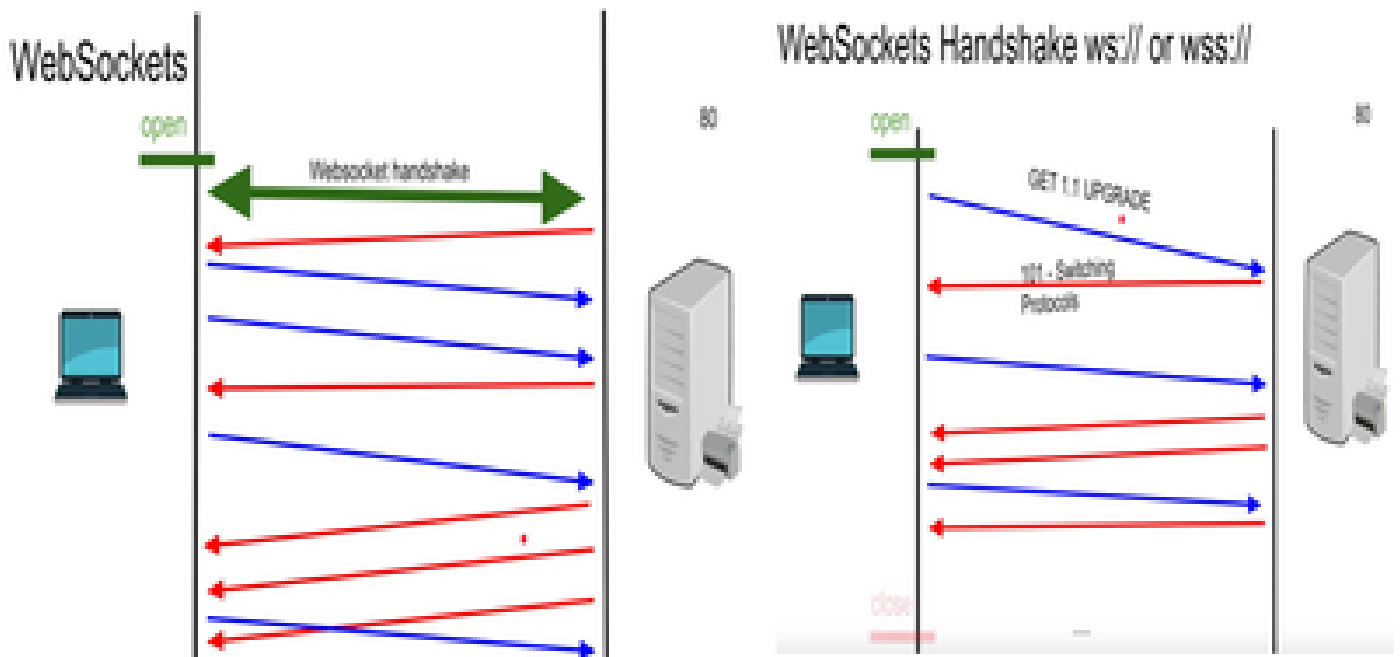 WebSockets
open
Websocket handshake
80
WebSockets Handshake ws:// or wss://
open
80
GET 1.1 UPGRADE
101 - Switching
Protocols
close